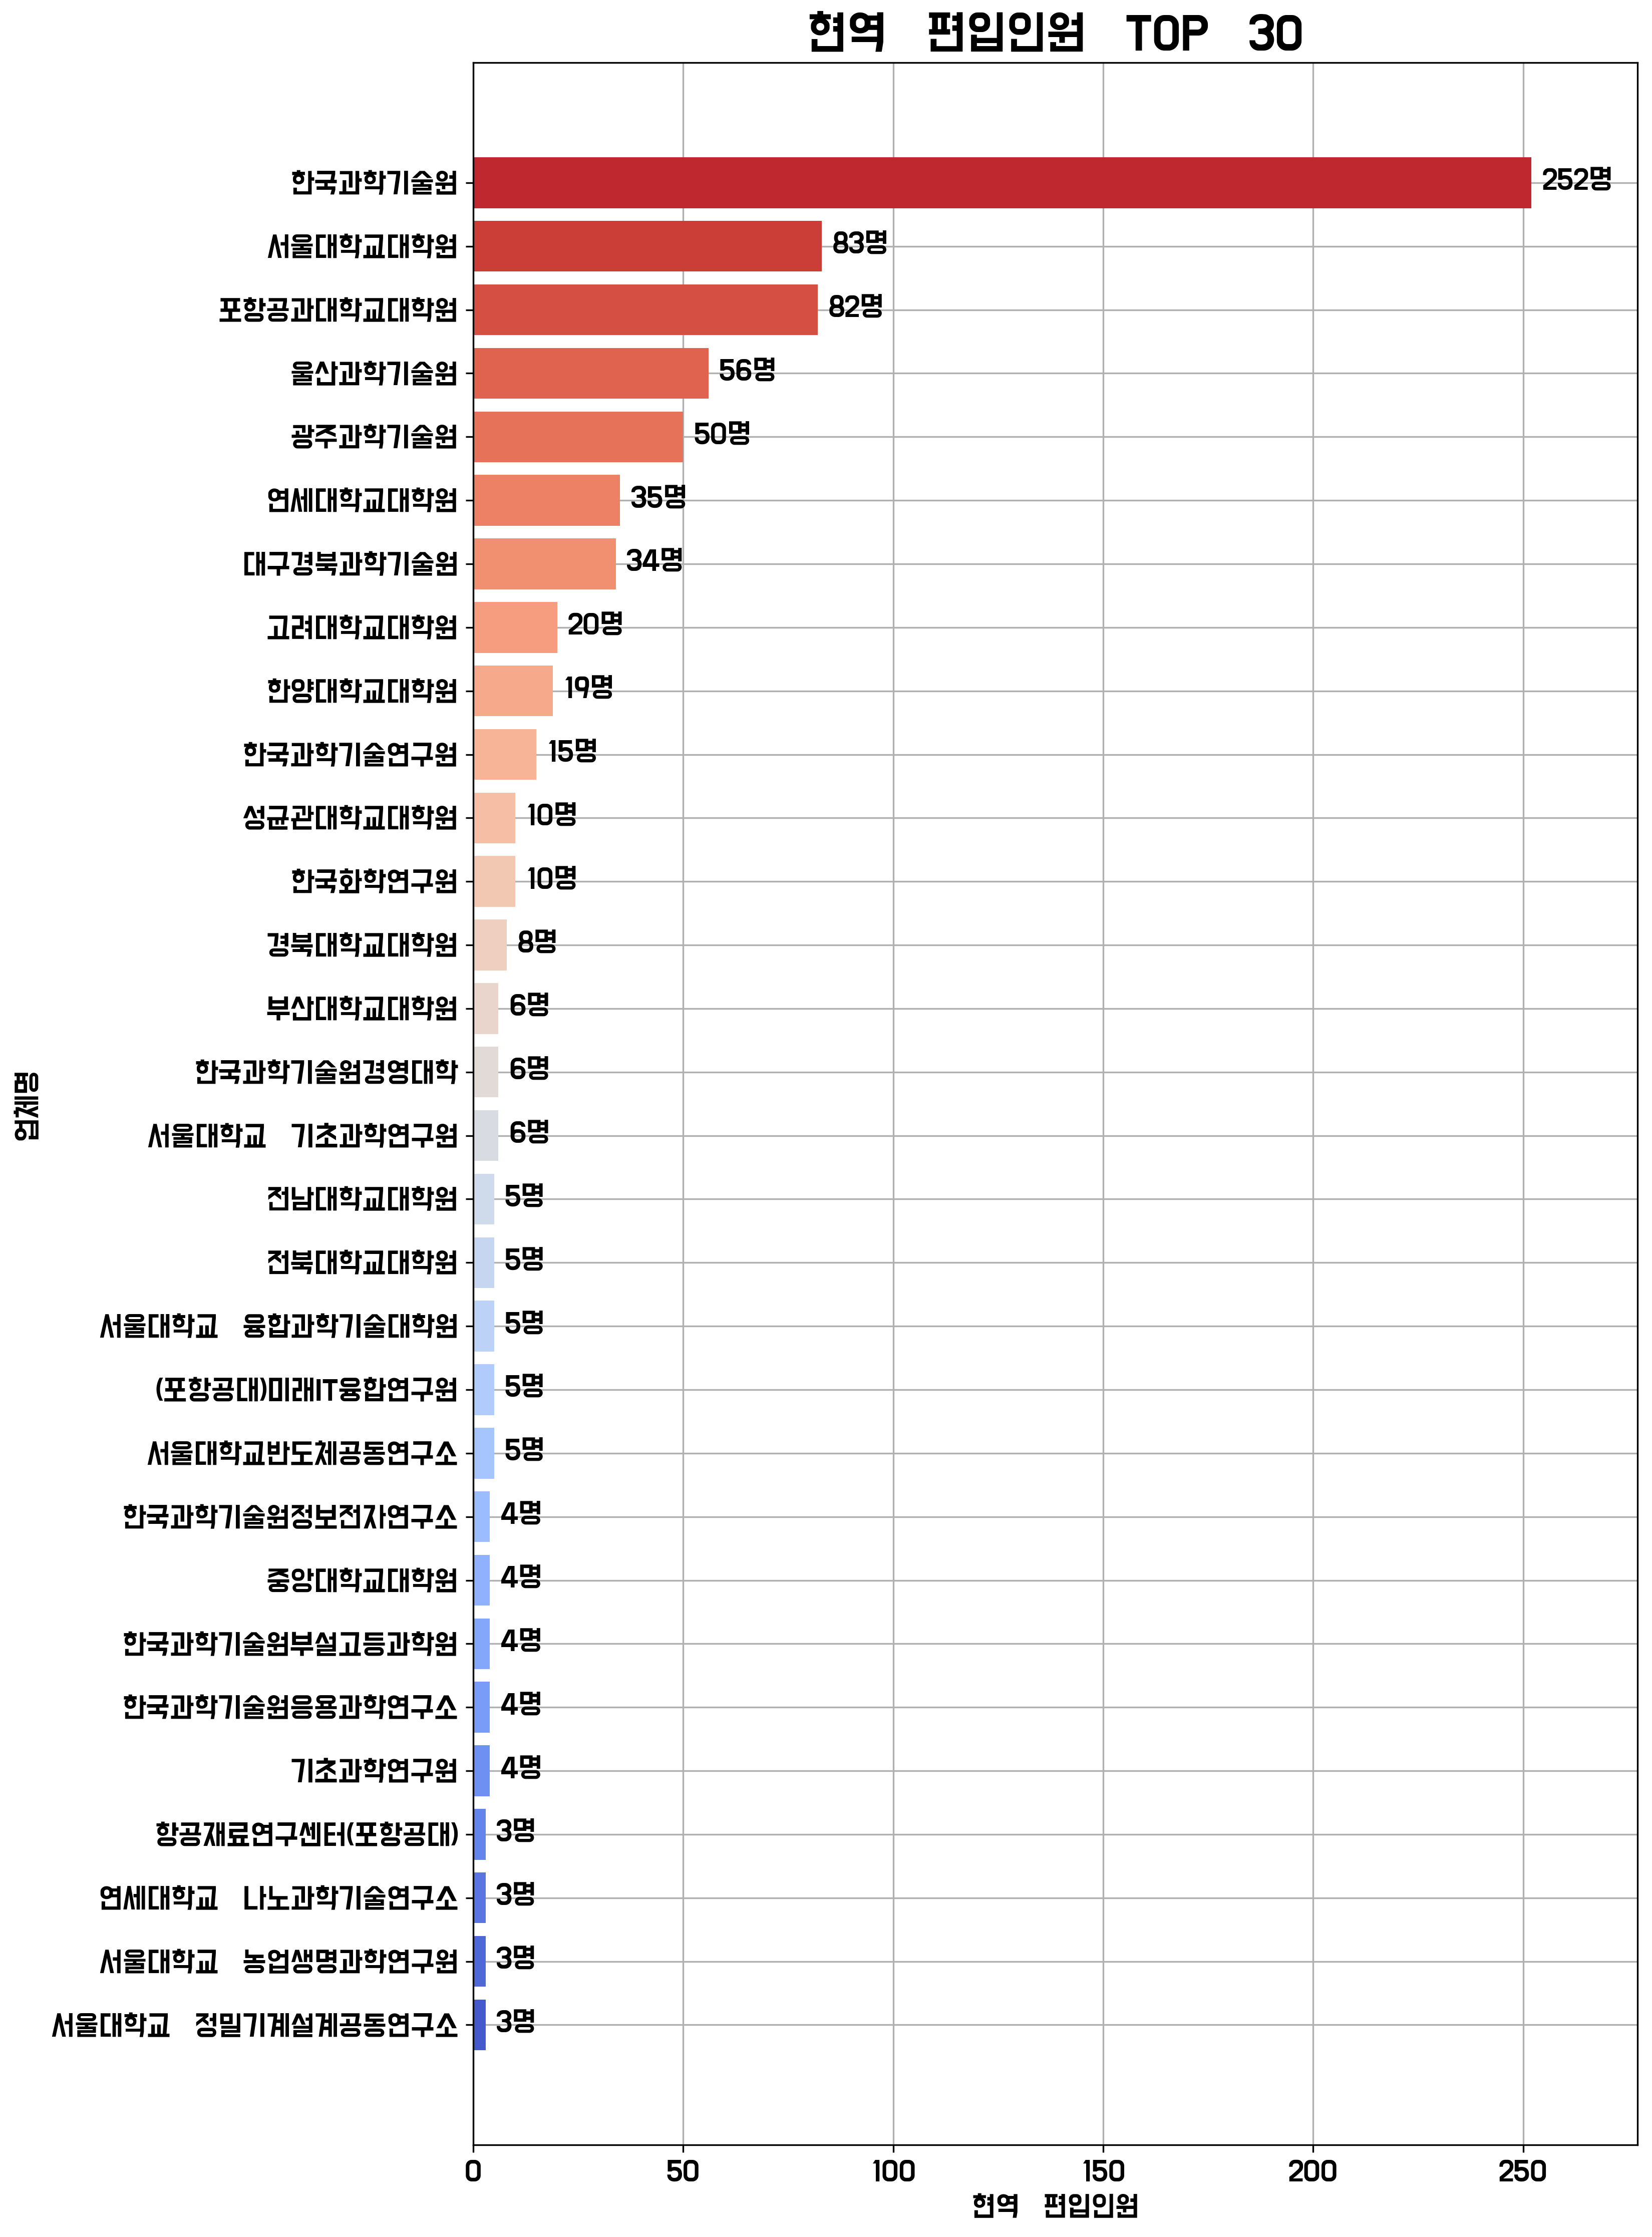 현역 편입인원 TOP 30
한국과학기술원 252명
서울대학교대학원 83명
포항공과대학교대학원 82명
울산과학기술원 56명
광주과학기술원 50명
연세대학교대학원 35명
대구경북과학기술원 34명
고려대학교대학원 20명
한양대학교대학원 19명
한국과학기술연구원 15명
성균관대학교대학원 10명
한국화학연구원 10명
경북대학교대학원 8명
부산대학교대학원 6명
한국과학기술원경영대학 6명
서울대학교 기초과학연구원 6명
전남대학교대학원 5명
전북대학교대학원 5명
서울대학교 융합과학기술대학원 5명
(포항공대)미래IT융합연구원 5명
서울대학교반도체공동연구소 5명
한국과학기술원정보전자연구소 4명
중앙대학교대학원 4명
한국과학기술원부설고등과학원 4명
한국과학기술원응용과학연구소 4명
기초과학연구원 4명
항공재료연구센터(포항공대) 3명
연세대학교 나노과학기술연구소 3명
서울대학교 농업생명과학연구원 3명
서울대학교 정밀기계설계공동연구소 3명
업체명
0 50 100 150 200 250
현역 편입인원